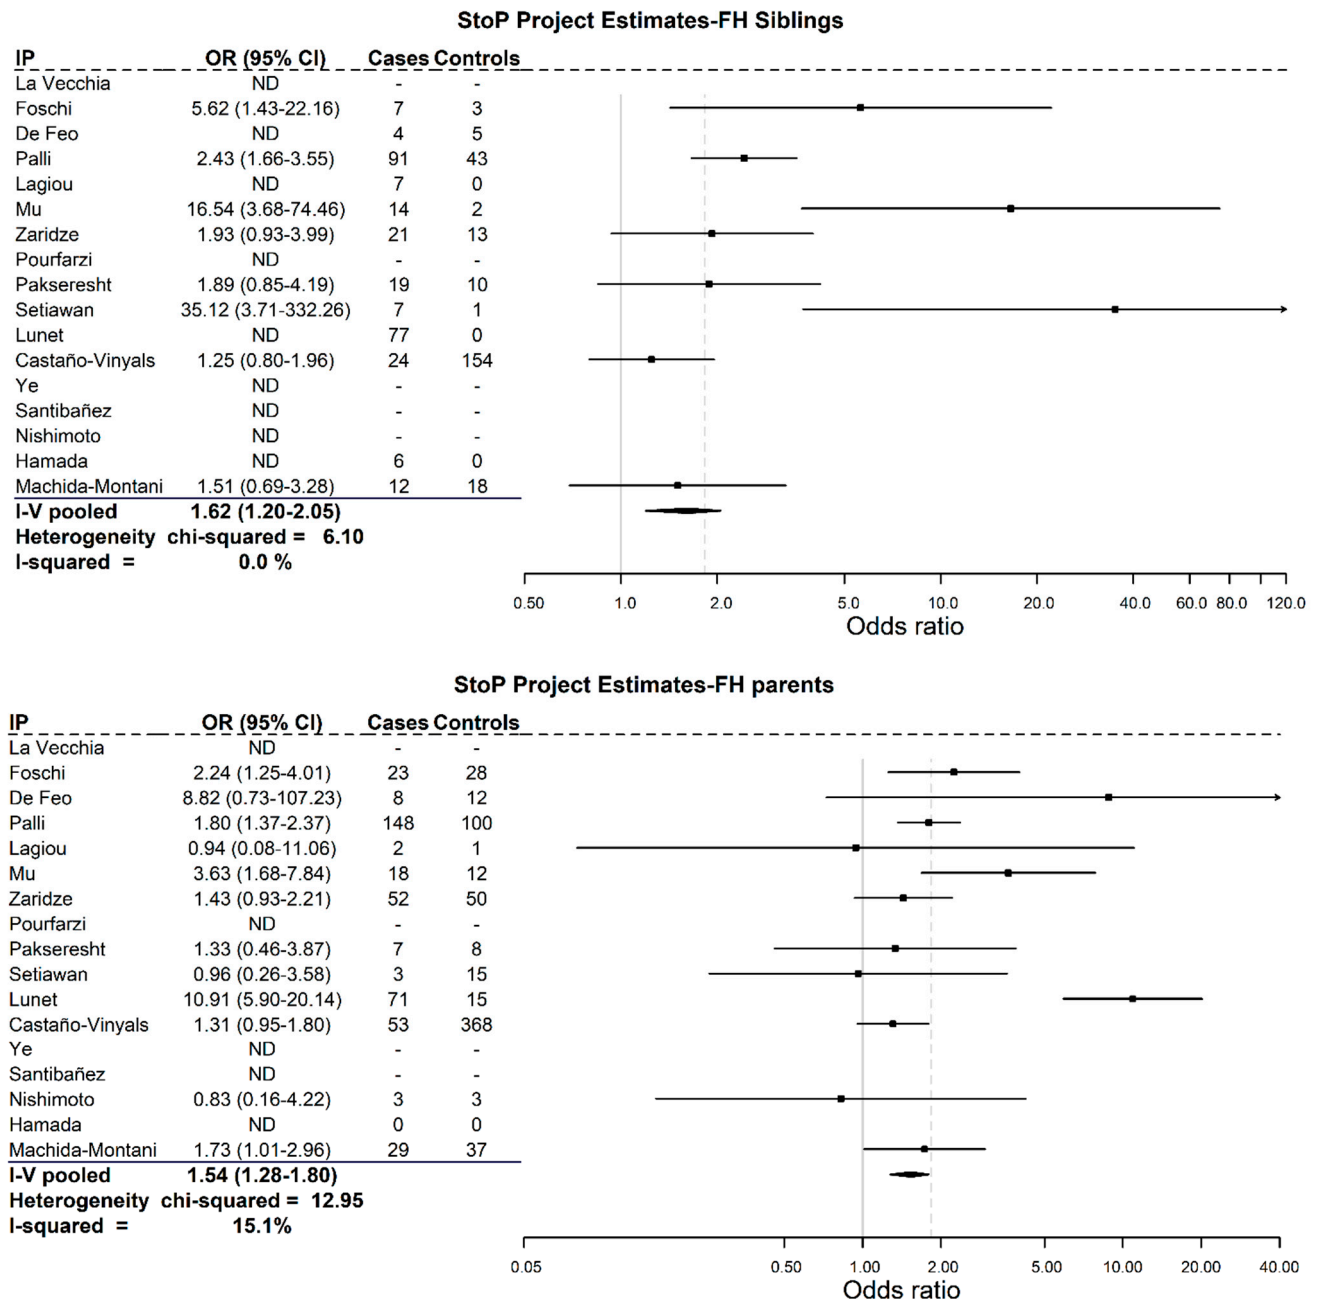 StoP Project Estimates-FH Siblings
IP OR (95% CI) Cases Controls
La Vecchia ND - -
Foschi 5.62 (1.43-22.16) 7 3
De Feo ND 4 5
Palli 2.43 (1.66-3.55) 91 43
Lagiou ND 7 0
Mu 16.54 (3.68-74.46) 14 2
Zaridze 1.93 (0.93-3.99) 21 13
Pourfarzi ND - -
Pakseresht 1.89 (0.85-4.19) 19 10
Setiawan 35.12 (3.71-332.26) 7 1
Lunet ND 77 0
Castaño-Vinyals 1.25 (0.80-1.96) 24 154
Ye ND - -
Santibañez ND - -
Nishimoto ND - -
Hamada ND 6 0
Machida-Montani 1.51 (0.69-3.28) 12 18
I-V pooled 1.62 (1.20-2.05)
Heterogeneity chi-squared = 6.10
I-squared = 0.0 %
0.50 1.0 2.0 5.0 10.0 20.0 40.0 60.0 80.0 120.0
Odds ratio
StoP Project Estimates-FH parents
IP OR (95% CI) Cases Controls
La Vecchia ND - -
Foschi 2.24 (1.25-4.01) 23 28
De Feo 8.82 (0.73-107.23) 8 12
Palli 1.80 (1.37-2.37) 148 100
Lagiou 0.94 (0.08-11.06) 2 1
Mu 3.63 (1.68-7.84) 18 12
Zaridze 1.43 (0.93-2.21) 52 50
Pourfarzi ND - -
Pakseresht 1.33 (0.46-3.87) 7 8
Setiawan 0.96 (0.26-3.58) 3 15
Lunet 10.91 (5.90-20.14) 71 15
Castaño-Vinyals 1.31 (0.95-1.80) 53 368
Ye ND - -
Santibañez ND - -
Nishimoto 0.83 (0.16-4.22) 3 3
Hamada ND 0 0
Machida-Montani 1.73 (1.01-2.96) 29 37
I-V pooled 1.54 (1.28-1.80)
Heterogeneity chi-squared = 12.95
I-squared = 15.1%
0.05 0.50 1.00 2.00 5.00 10.00 20.00 40.00
Odds ratio